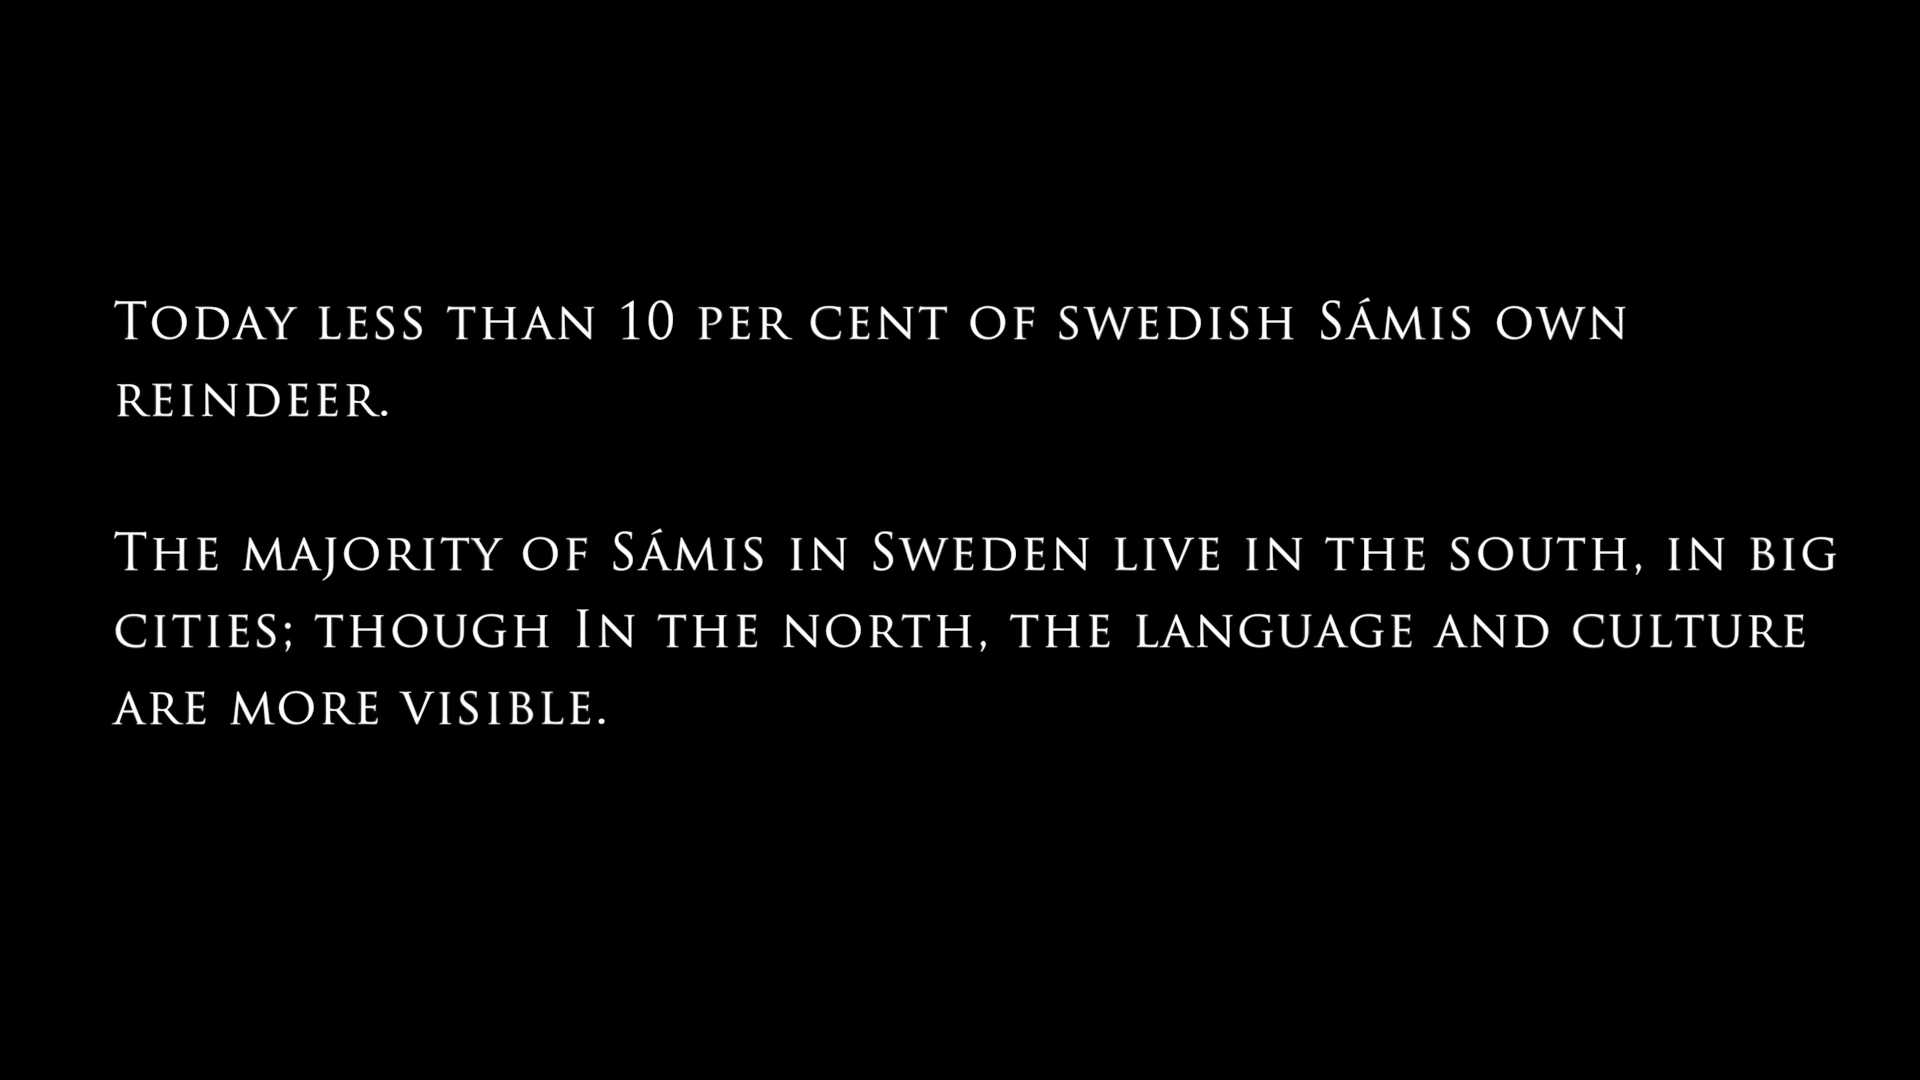 Today less than 10 per cent of swedish Sámis own
reindeer.
The majority of Sámis in Sweden live in the south, in big
cities; though In the north, the language and culture
are more visible.